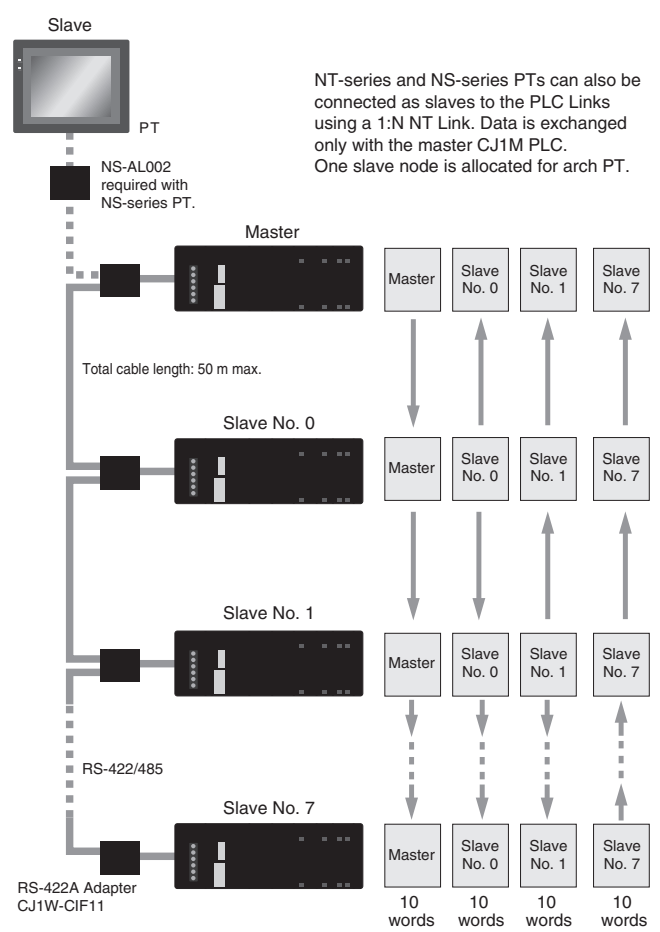 Slave
PT
NT-series and NS-series PTs can also be
connected as slaves to the PLC Links
using a 1:N NT Link. Data is exchanged
only with the master CJ1M PLC.
One slave node is allocated for arch PT.
NS-AL002
required with
NS-series PT.
Master
Master
Slave
No. 0
Slave
No. 1
Slave
No. 7
Total cable length: 50 m max.
Slave No. 0
Master
Slave
No. 0
Slave
No. 1
Slave
No. 7
Slave No. 1
Master
Slave
No. 0
Slave
No. 1
Slave
No. 7
RS-422/485
Slave No. 7
Master
Slave
No. 0
Slave
No. 1
Slave
No. 7
RS-422A Adapter
CJ1W-CIF11
10
words
10
words
10
words
10
words